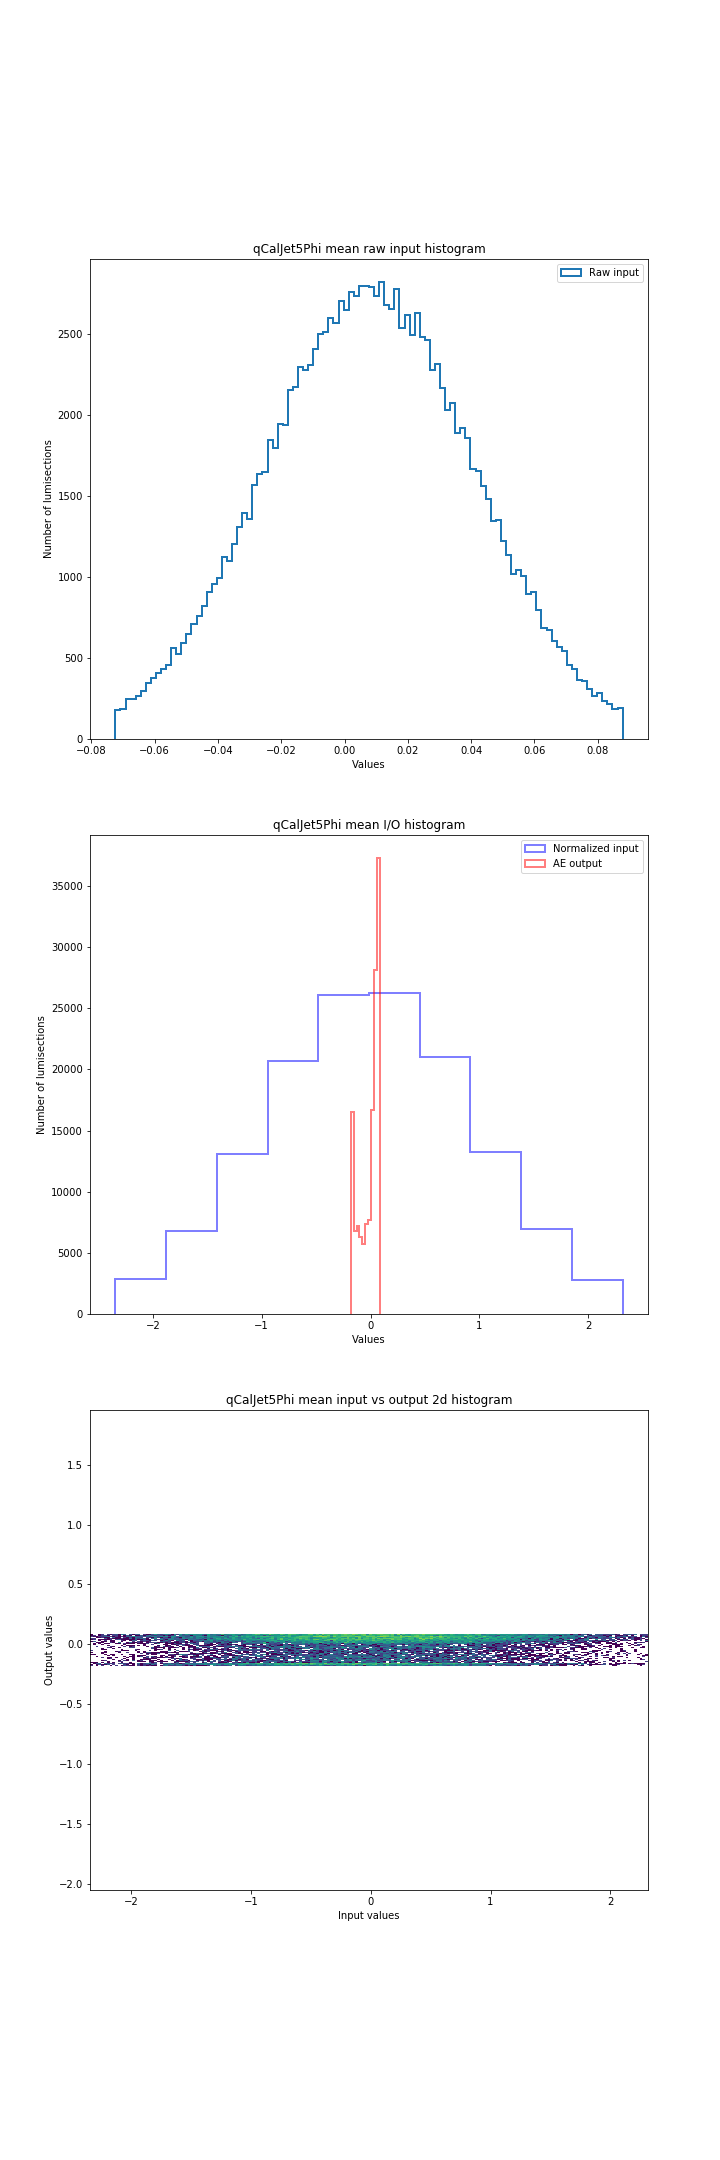 qCalJet5Phi mean raw input histogram
Raw input
2500
2000
1500
1000
500
0
Number of lumisections
−0.08 −0.06 −0.04 −0.02 0.00 0.02 0.04 0.06 0.08
Values
qCalJet5Phi mean I/O histogram
Normalized input
AE output
35000
30000
25000
20000
15000
10000
5000
0
Number of lumisections
−2 −1 0 1 2
Values
qCalJet5Phi mean input vs output 2d histogram
1.5
1.0
0.5
0.0
−0.5
−1.0
−1.5
−2.0
Output values
−2 −1 0 1 2
Input values